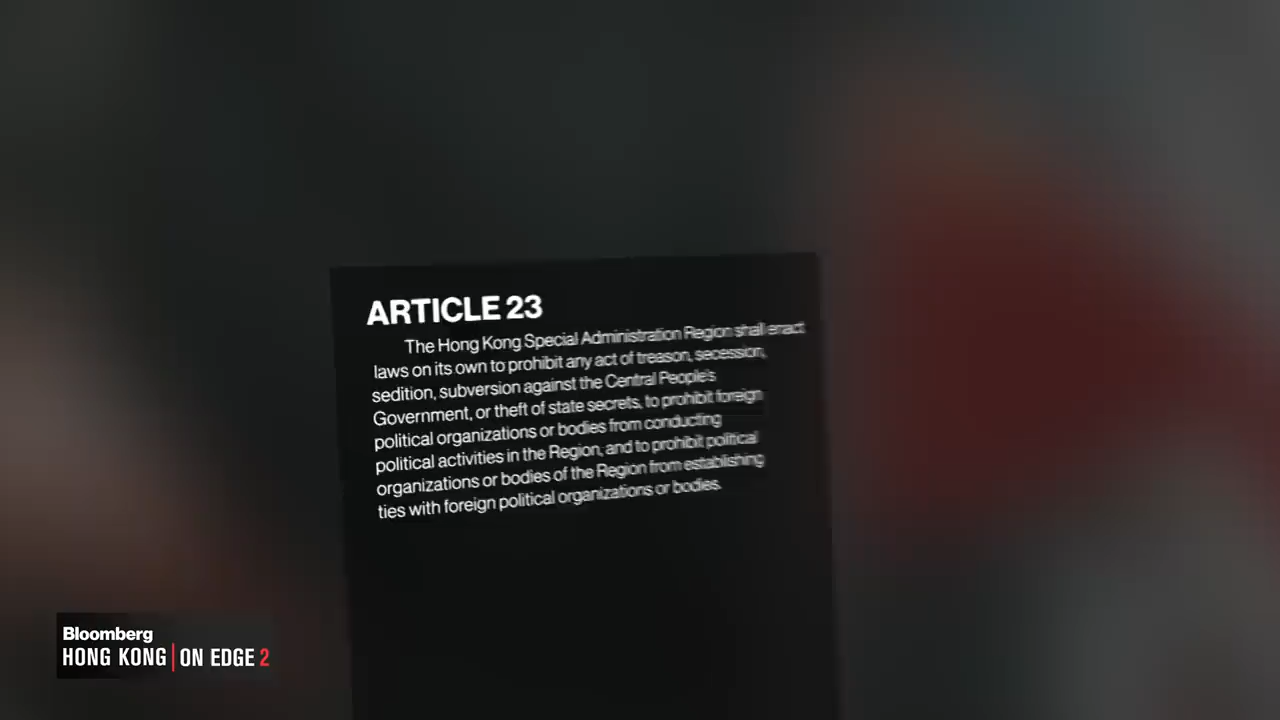 ARTICLE 23
The Hong Kong Special Administration Region shall enact
laws on its own to prohibit any act of treason, secession,
sedition, subversion against the Central People's
Government, or theft of state secrets, to prohibit foreign
political organizations or bodies from conducting
political activities in the Region, and to prohibit political
organizations or bodies of the Region from establishing
ties with foreign political organizations or bodies.
Bloomberg
HONG KONG | ON EDGE 2